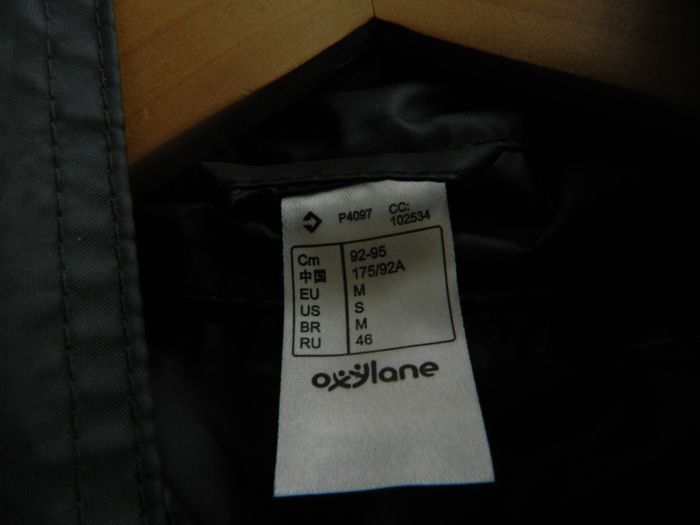 P4097 CC:
102534
Cm 92-95
中国 175/92A
EU M
US S
BR M
RU 46
oxylane